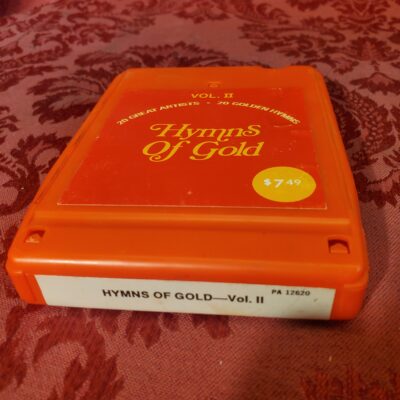 VOL. II
20 GREAT ARTISTS • 20 GOLDEN HYMNS
Hymns
Of Gold
$7.49
HYMNS OF GOLD—Vol. II
PA 12620